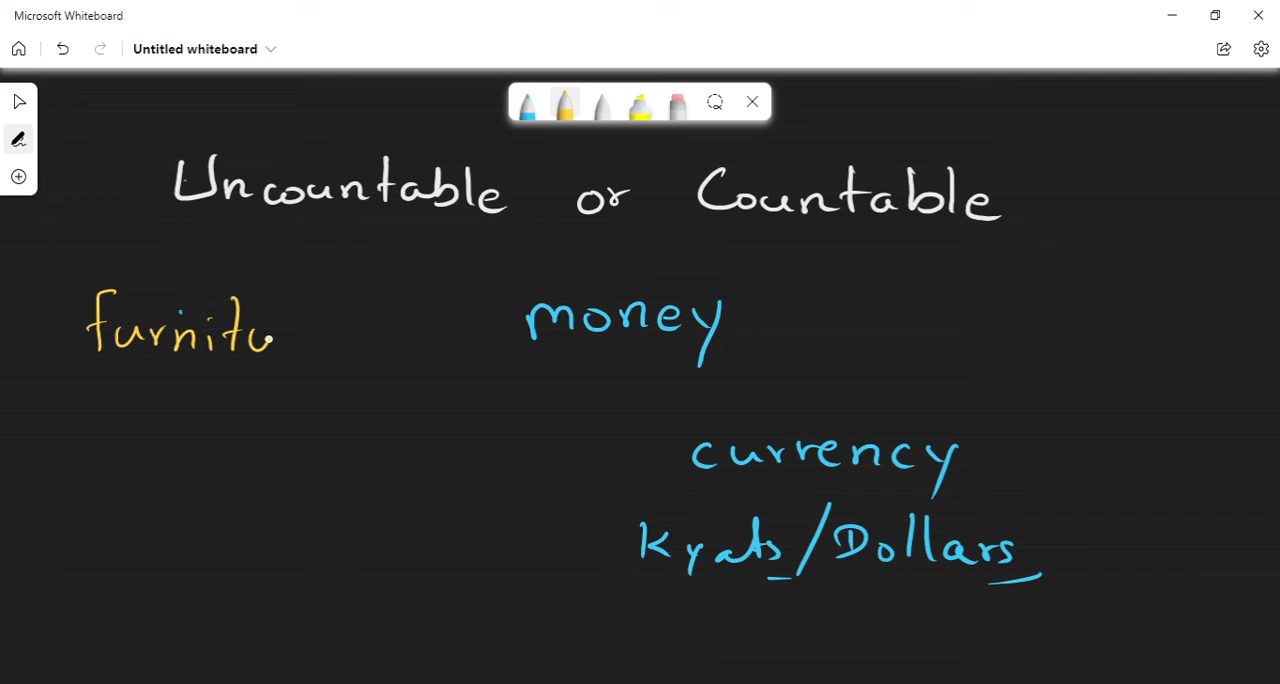 Microsoft Whiteboard
Untitled whiteboard
Uncountable or Countable
furnitu money
currency
Kyats/Dollars